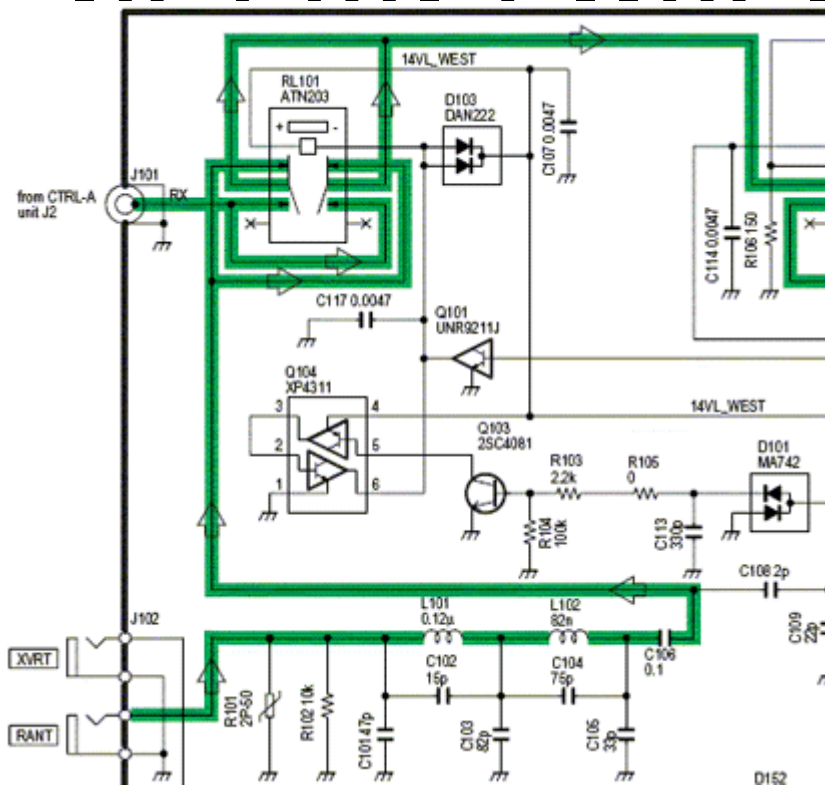 14VL_WEST
RL101
ATN203
+ -
D103
DAN222
C107 0.0047
J101
from CTRL-A
unit J2
RX
C114 0.0047
R106 150
C117 0.0047
Q101
UNR9211J
Q104
XP4311
3 4
2 5
1 6
14VL_WEST
Q103
2SC4081
R103
2.2k
R105
0
D101
MA742
R104
100k
C113
330p
C108 2p
J102
L101
0.12µ
L102
82n
C109
22p
XVRT
C102
15p
C104
75p
C106
0.1
RANT
R101
2P-50
R102 10k
C101 47p
C103
82p
C105
33p
D152